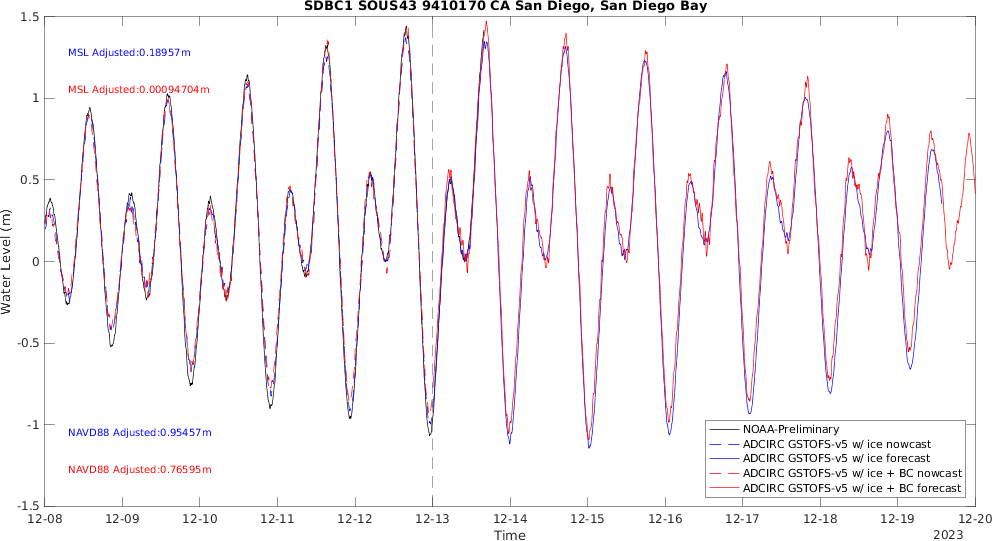 SDBC1 SOUS43 9410170 CA San Diego, San Diego Bay
1.5
MSL Adjusted:0.18957m
1
MSL Adjusted:0.00094704m
0.5
Water Level (m)
0
-0.5
-1
NAVD88 Adjusted:0.95457m
NAVD88 Adjusted:0.76595m
-1.5
NOAA-Preliminary
ADCIRC GSTOFS-v5 w/ ice nowcast
ADCIRC GSTOFS-v5 w/ ice forecast
ADCIRC GSTOFS-v5 w/ ice + BC nowcast
ADCIRC GSTOFS-v5 w/ ice + BC forecast
12-08 12-09 12-10 12-11 12-12 12-13 12-14 12-15 12-16 12-17 12-18 12-19 12-20
Time
2023